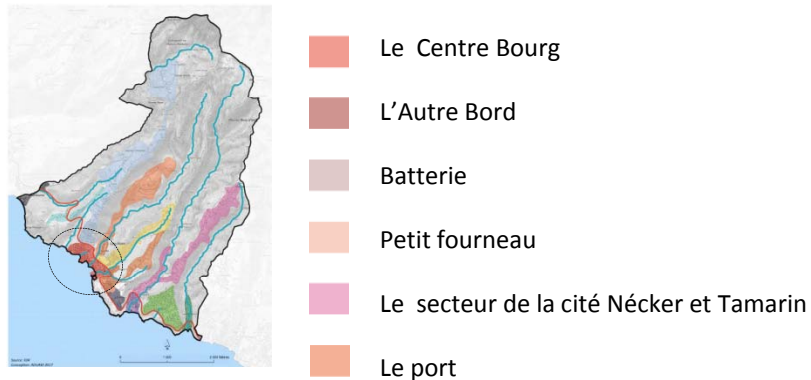 Le Centre Bourg
L'Autre Bord
Batterie
Petit fourneau
Le secteur de la cité Nécker et Tamarin
Le port